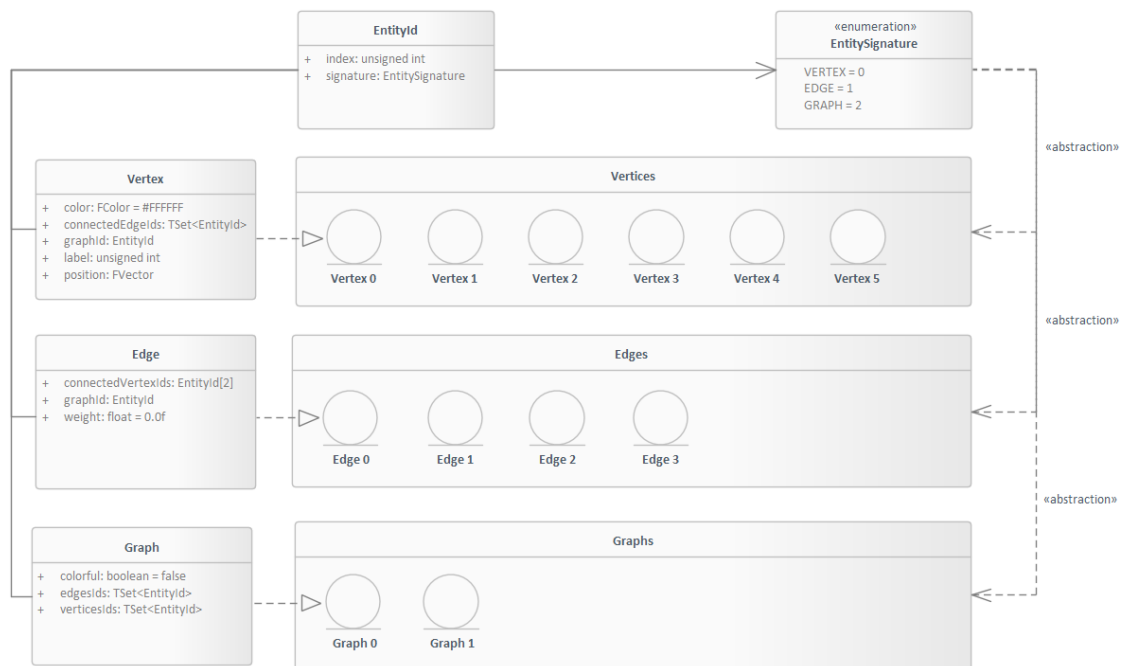 EntityId
+ index: unsigned int
+ signature: EntitySignature
«enumeration»
EntitySignature
VERTEX = 0
EDGE = 1
GRAPH = 2
«abstraction»
Vertex
+ color: FColor = #FFFFFF
+ connectedEdgeIds: TSet<EntityId>
+ graphId: EntityId
+ label: unsigned int
+ position: FVector
Vertices
Vertex 0 Vertex 1 Vertex 2 Vertex 3 Vertex 4 Vertex 5
«abstraction»
Edge
+ connectedVertexIds: EntityId[2]
+ graphId: EntityId
+ weight: float = 0.0f
Edges
Edge 0 Edge 1 Edge 2 Edge 3
«abstraction»
Graph
+ colorful: boolean = false
+ edgesIds: TSet<EntityId>
+ verticesIds: TSet<EntityId>
Graphs
Graph 0 Graph 1